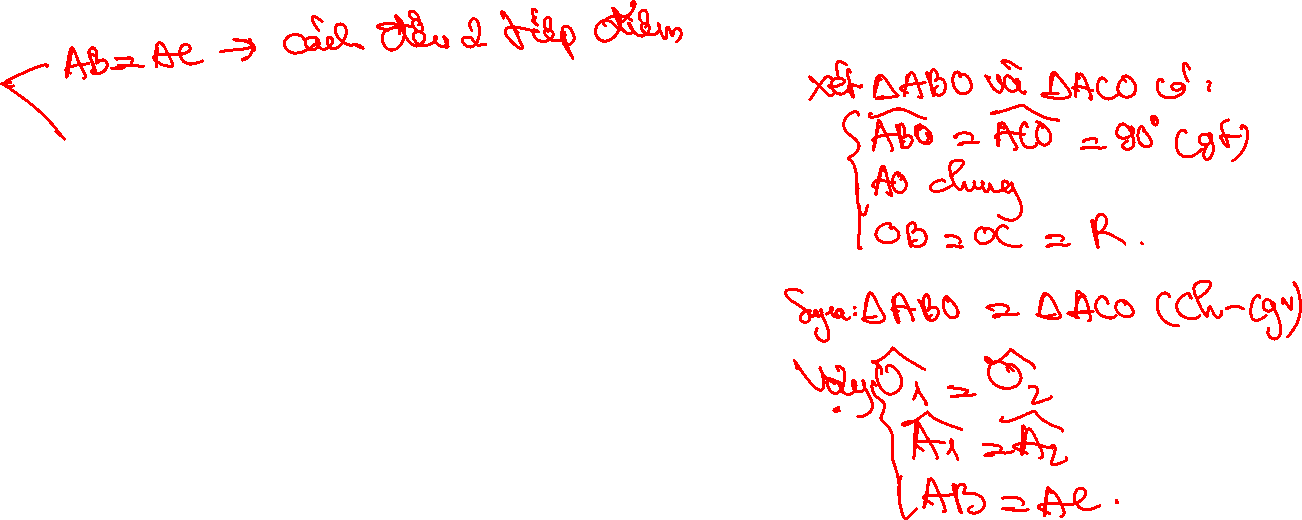 AB = AC → cách đều 2 tiếp điểm
Xét ΔABO và ΔACO có:
ABO = ACO = 90° (gt)
AO chung
OB = OC = R.
Suy ra: ΔABO = ΔACO (Ch-cgv)
Vậy O1 = O2
A1 = A2
AB = AC.